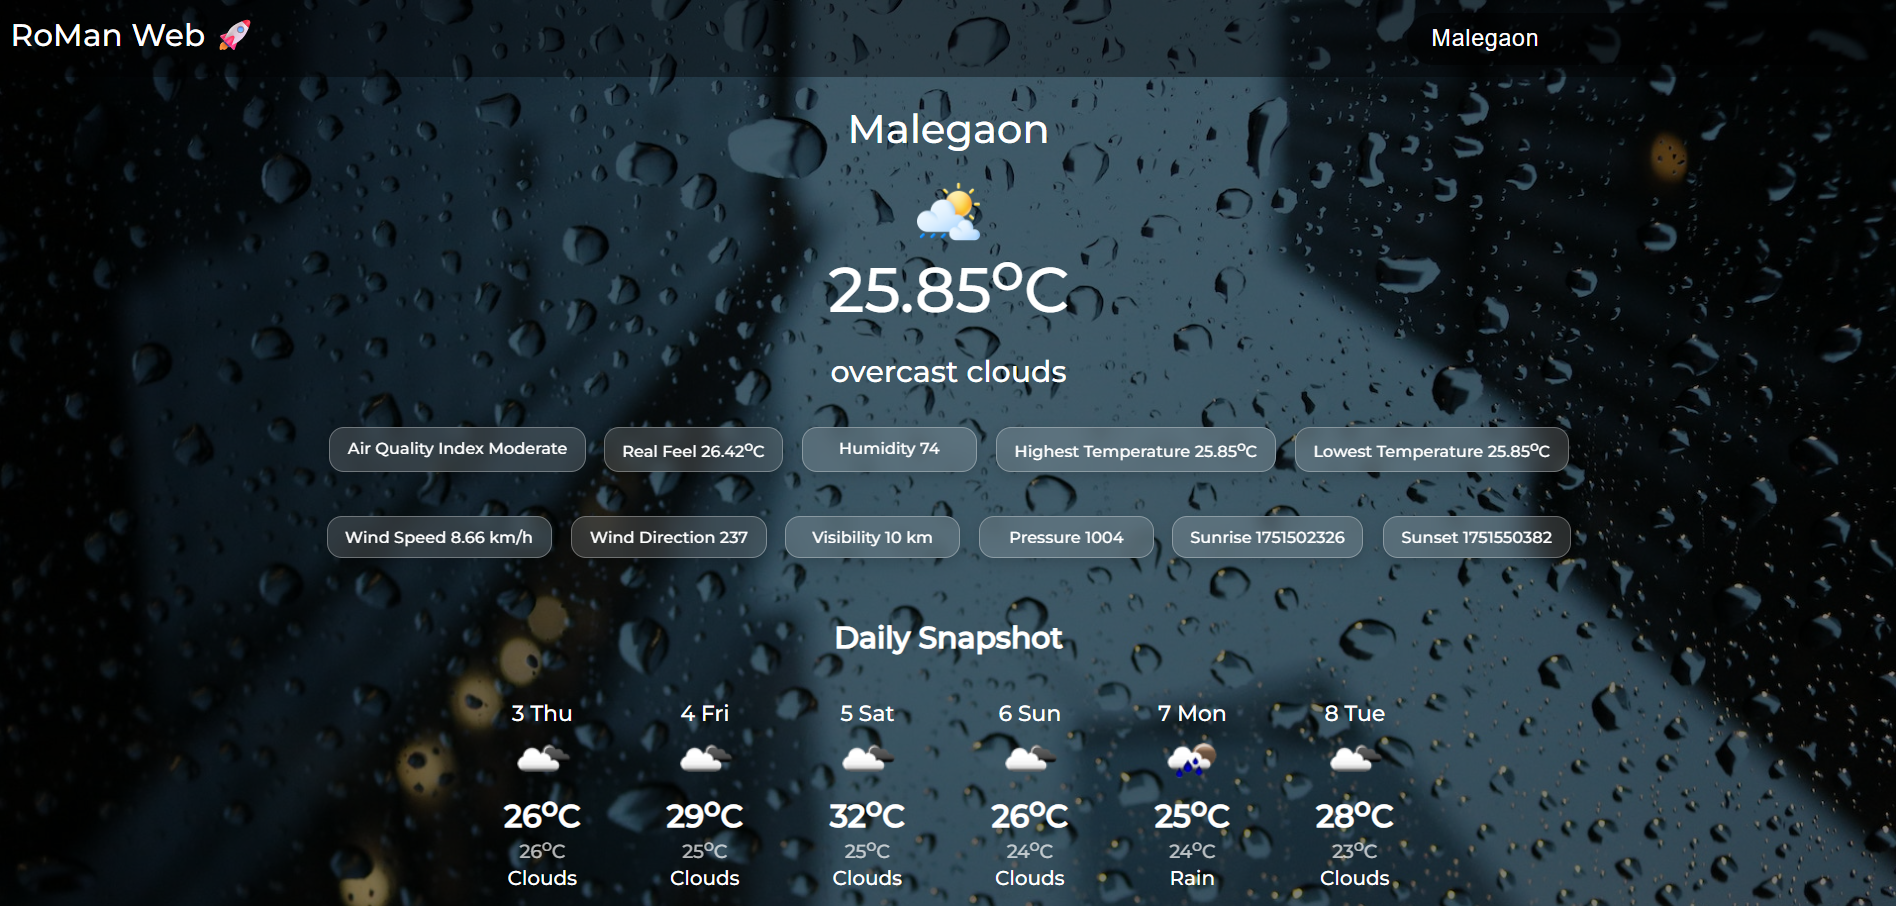 RoMan Web 🚀
Malegaon
Malegaon
25.85°C
overcast clouds
Air Quality Index Moderate
Real Feel 26.42°C
Humidity 74
Highest Temperature 25.85°C
Lowest Temperature 25.85°C
Wind Speed 8.66 km/h
Wind Direction 237
Visibility 10 km
Pressure 1004
Sunrise 1751502326
Sunset 1751550382
Daily Snapshot
3 Thu
26°C
26°C
Clouds
4 Fri
29°C
25°C
Clouds
5 Sat
32°C
25°C
Clouds
6 Sun
26°C
24°C
Clouds
7 Mon
25°C
24°C
Rain
8 Tue
28°C
23°C
Clouds